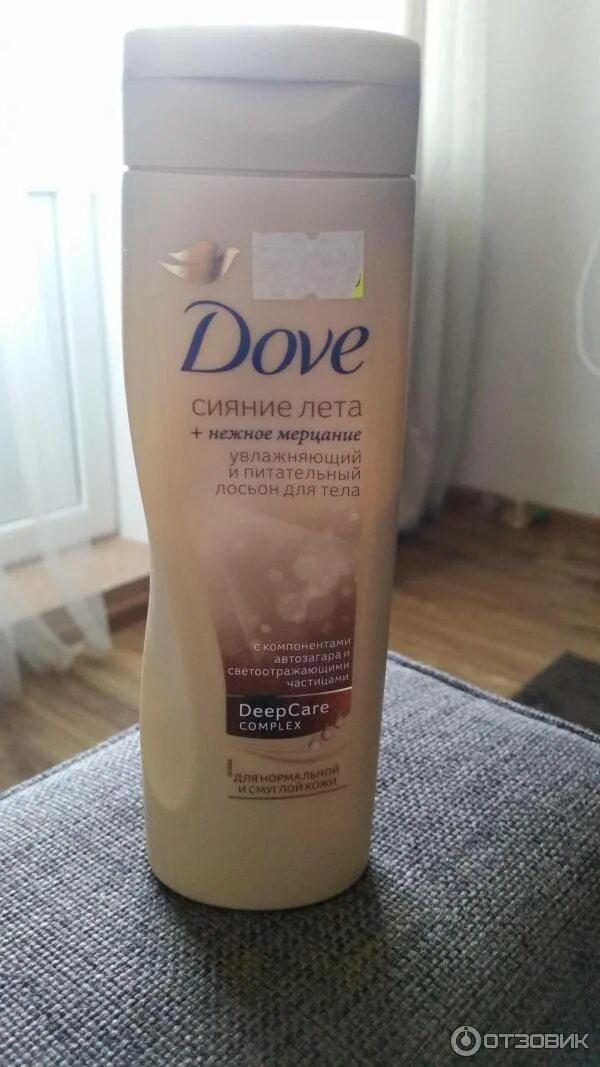 Dove
сияние лета
+ нежное мерцание
увлажняющий
и питательный
лосьон для тела
с компонентами
автозагара и
светоотражающими
частицами
DeepCare
COMPLEX
ДЛЯ НОРМАЛЬНОЙ
И СМУГЛОЙ КОЖИ
ОТЗОВИК